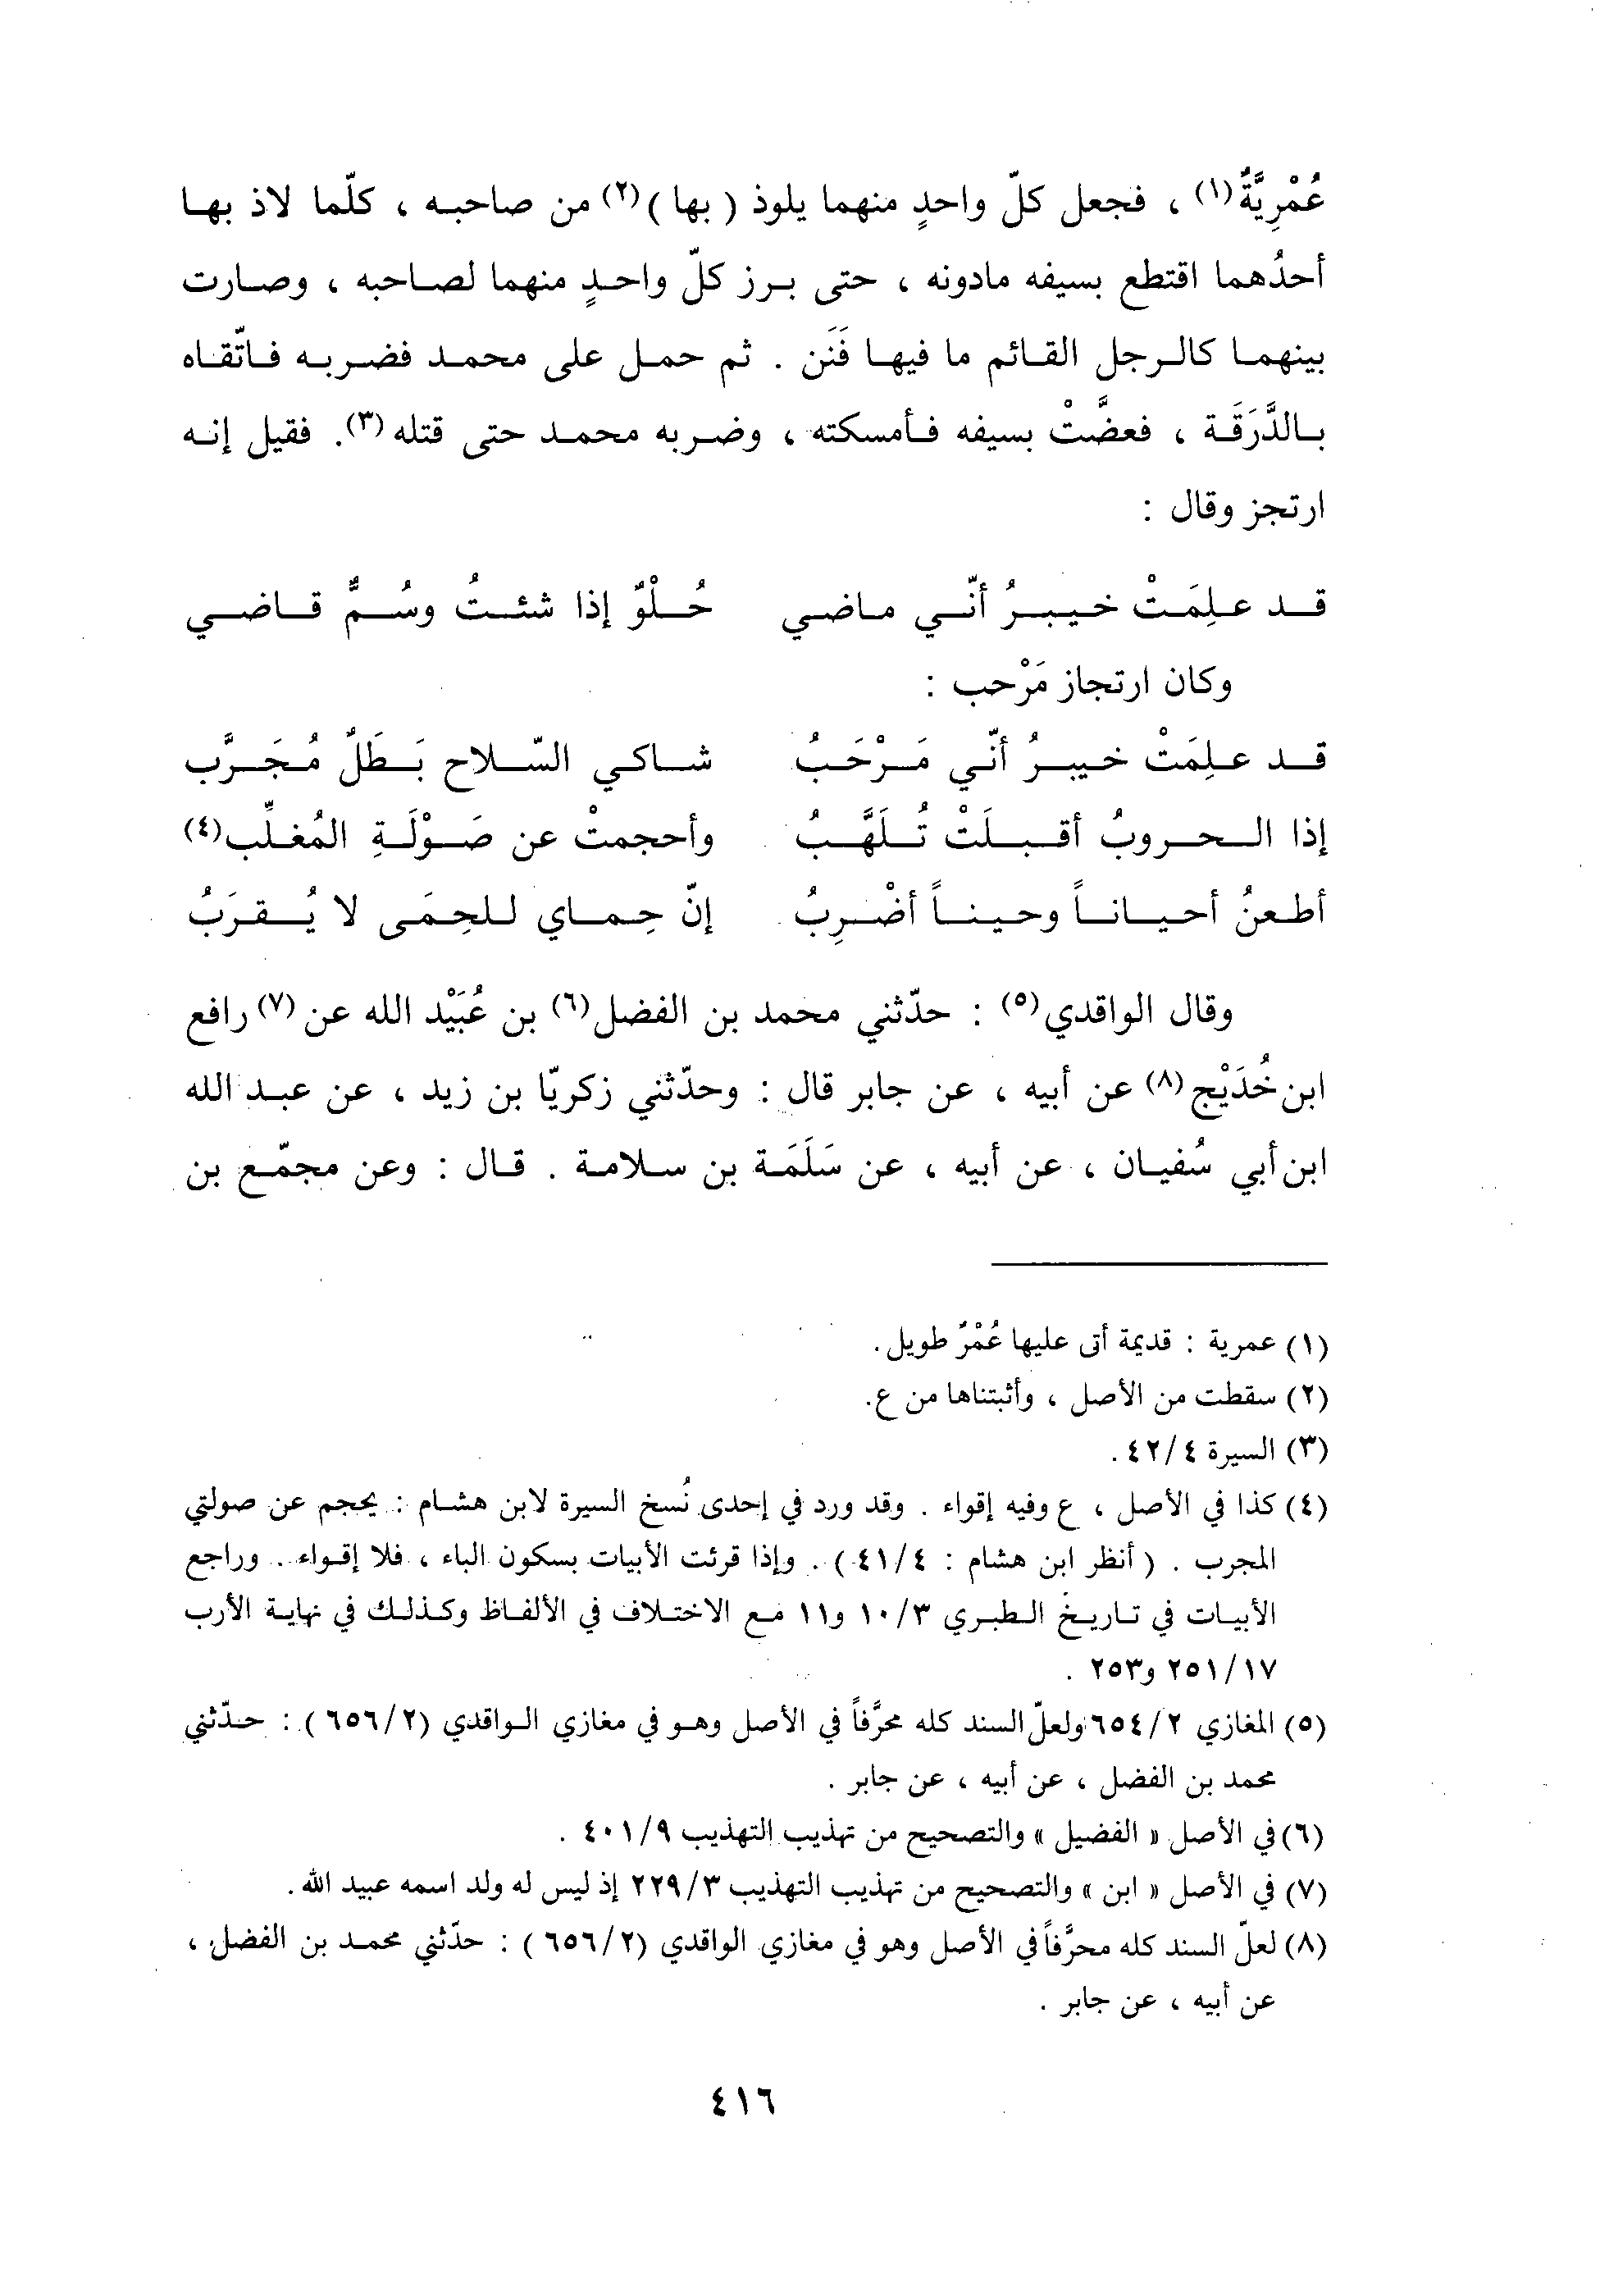 عُمْرِيَّةٌ(١) ، فجعل كلّ واحدٍ منهما يلوذ ( بها )(٢) من صاحبه ، كلّما لاذ بها
أحدُهما اقتطع بسيفه مادونه ، حتى برز كلّ واحدٍ منهما لصاحبه ، وصارت
بينهما كالرجل القائم ما فيها فَنَن . ثم حمل على محمد فضربه فاتّقاه
بالدَّرَقَة ، فعضَّتْ بسيفه فأمسكته ، وضربه محمد حتى قتله(٣). فقيل إنه
ارتجز وقال :
قد علِمَتْ خيبرُ أنّي ماضي حُلْوٌ إذا شئتُ وسُمٌّ قاضي
وكان ارتجاز مَرْحب :
قد علِمَتْ خيبرُ أنّي مَرْحَبُ شاكي السّلاح بَطَلٌ مُجَرَّب
إذا الحروبُ أقبلَتْ تُلَهَّبُ وأحجمتْ عن صَوْلَةِ المُغلِّب(٤)
أطعنُ أحياناً وحيناً أضْرِبُ إنّ حِماي للحِمَى لا يُقرَبُ
وقال الواقدي(٥) : حدّثني محمد بن الفضل(٦) بن عُبَيْد الله عن(٧) رافع
ابن خُدَيْج(٨) عن أبيه ، عن جابر قال : وحدّثني زكريّا بن زيد ، عن عبد الله
ابن أبي سُفيان ، عن أبيه ، عن سَلَمَة بن سلامة . قال : وعن مجمّع بن
(١) عمرية : قديمة أتى عليها عُمْرٌ طويل.
(٢) سقطت من الأصل ، وأثبتناها من ع.
(٣) السيرة ٤/ ٤٢ .
(٤) كذا في الأصل ، ع وفيه إقواء . وقد ورد في إحدى نُسخ السيرة لابن هشام : يحجم عن صولتي
المجرب . ( أنظر ابن هشام : ٤/ ٤١) . وإذا قرئت الأبيات بسكون الباء ، فلا إقواء . وراجع
الأبيات في تاريخ الطبري ٣/ ١٠ و١١ مع الاختلاف في الألفاظ وكذلك في نهاية الأرب
١٧/ ٢٥١ و٢٥٣ .
(٥) المغازي ٢/ ٦٥٤ ولعلّ السند كله محرَّفاً في الأصل وهو في مغازي الواقدي (٢/ ٦٥٦) : حدّثني
محمد بن الفضل ، عن أبيه ، عن جابر .
(٦) في الأصل « الفضيل » والتصحيح من تهذيب التهذيب ٩/ ٤٠١ .
(٧) في الأصل « ابن » والتصحيح من تهذيب التهذيب ٣/ ٢٢٩ إذ ليس له ولد اسمه عبيد الله .
(٨) لعلّ السند كله محرَّفاً في الأصل وهو في مغازي الواقدي (٢/ ٦٥٦ ) : حدّثني محمد بن الفضل ،
عن أبيه ، عن جابر .
٤١٦